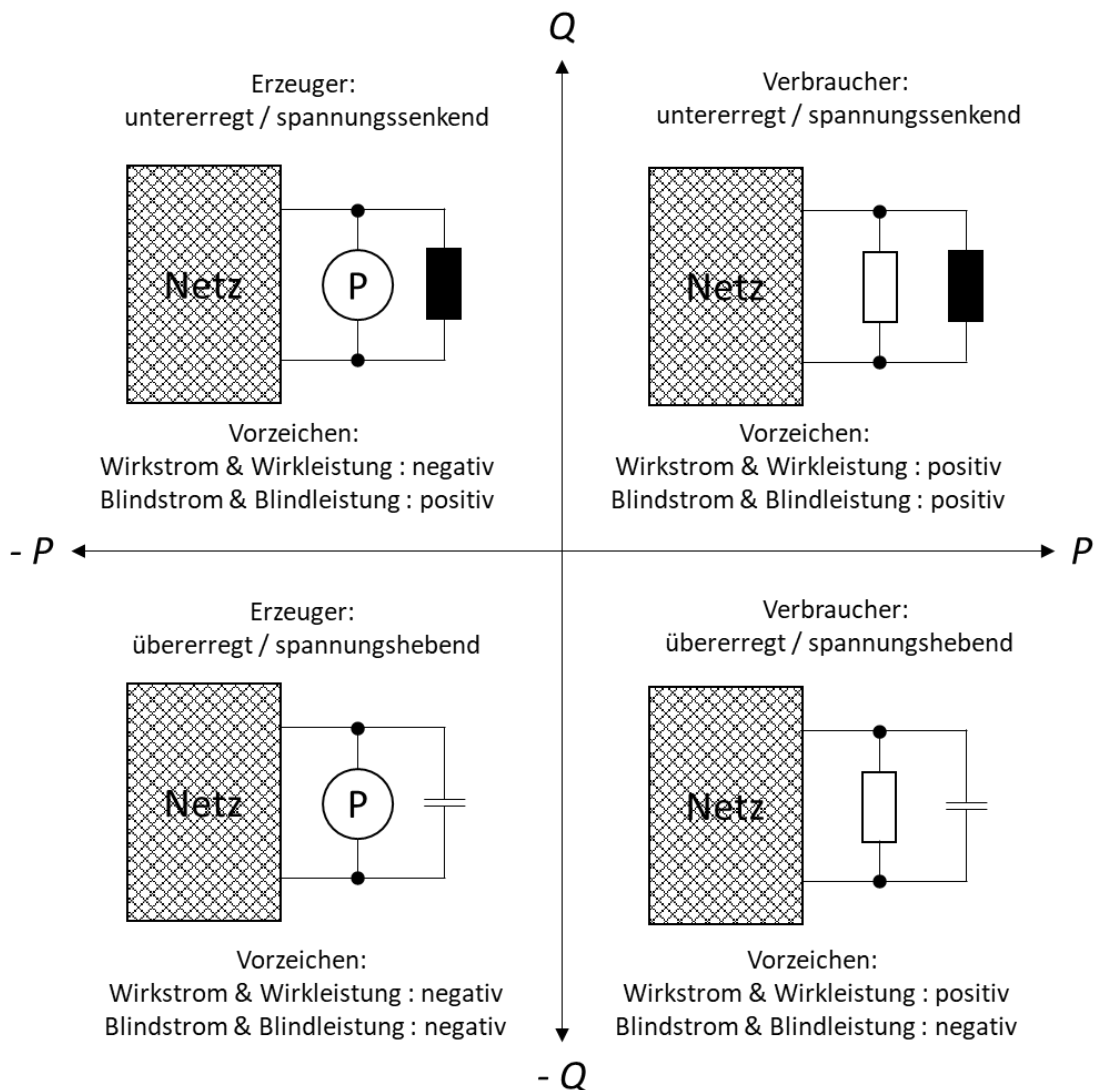 Q
Erzeuger:
untererregt / spannungssenkend
Netz
P
Vorzeichen:
Wirkstrom & Wirkleistung : negativ
Blindstrom & Blindleistung : positiv
Verbraucher:
untererregt / spannungssenkend
Netz
Vorzeichen:
Wirkstrom & Wirkleistung : positiv
Blindstrom & Blindleistung : positiv
- P
P
Erzeuger:
übererregt / spannungshebend
Netz
P
Vorzeichen:
Wirkstrom & Wirkleistung : negativ
Blindstrom & Blindleistung : negativ
Verbraucher:
übererregt / spannungshebend
Netz
Vorzeichen:
Wirkstrom & Wirkleistung : positiv
Blindstrom & Blindleistung : negativ
- Q